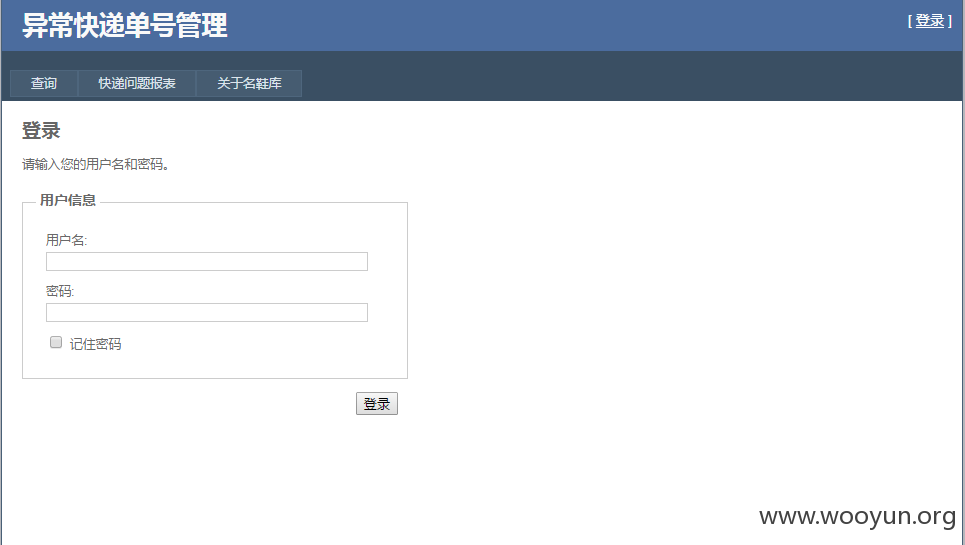 异常快递单号管理
[ 登录 ]
查询 快递问题报表 关于名鞋库
登录
请输入您的用户名和密码。
用户信息
用户名:
密码:
记住密码
登录
www.wooyun.org